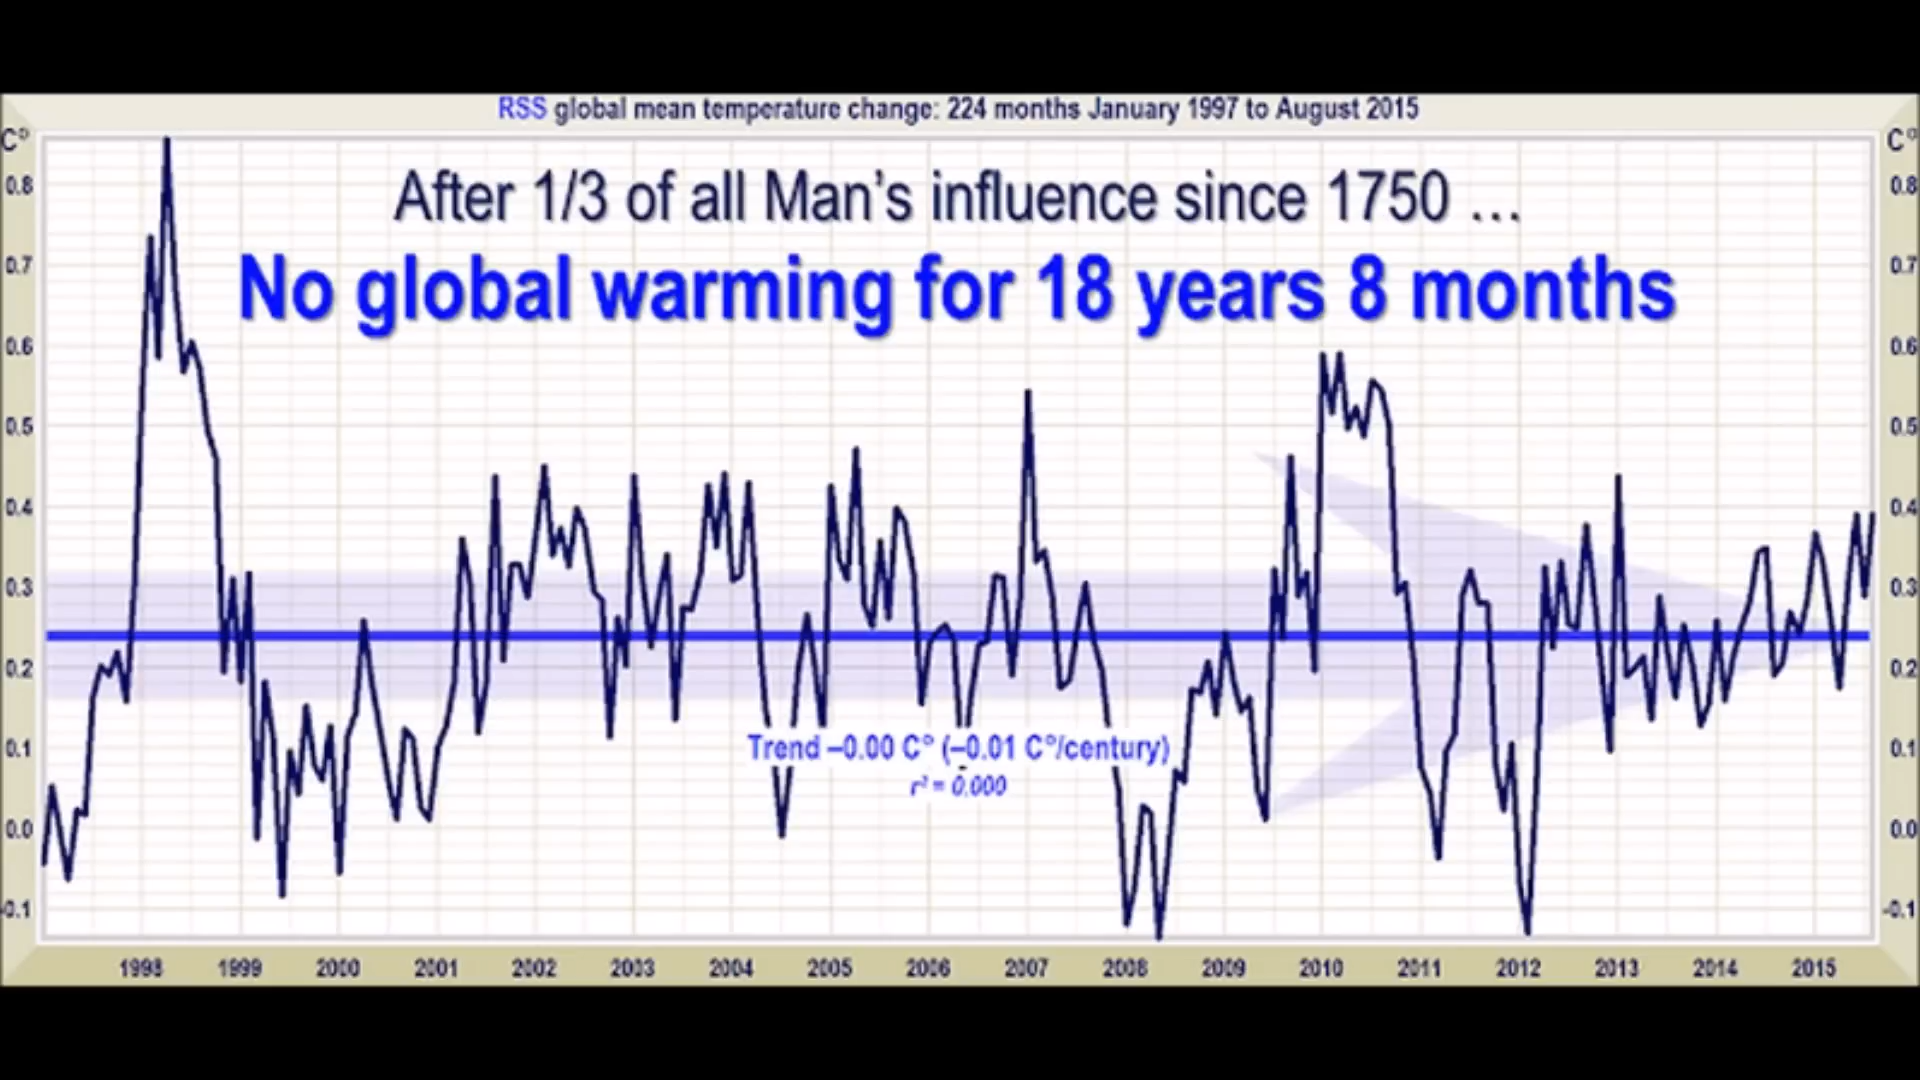 RSS global mean temperature change: 224 months January 1997 to August 2015
C° C°
After 1/3 of all Man's influence since 1750 ...
0.8 0.8
No global warming for 18 years 8 months
0.7 0.7
0.6 0.6
0.5 0.5
0.4 0.4
0.3 0.3
0.2 0.2
Trend –0.00 C° (–0.01 C°/century)
0.1 0.1
r² = 0.000
0.0 0.0
-0.1 -0.1
1998 1999 2000 2001 2002 2003 2004 2005 2006 2007 2008 2009 2010 2011 2012 2013 2014 2015